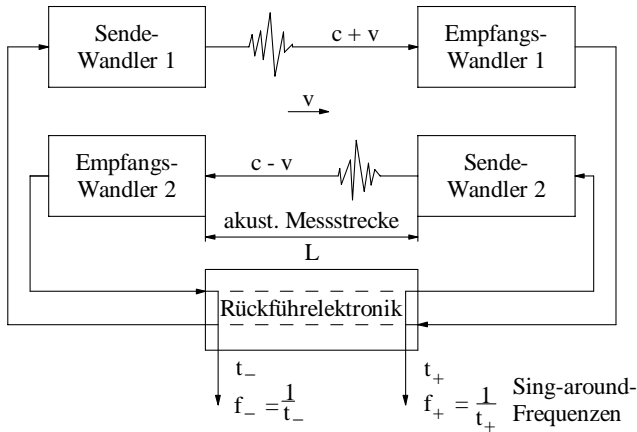 Sende-
Wandler 1
c + v
Empfangs-
Wandler 1
v
Empfangs-
Wandler 2
c - v
Sende-
Wandler 2
akust. Messstrecke
L
Rückführelektronik
t_
f_ = 1/t_
t+
f+ = 1/t+
Sing-around-
Frequenzen